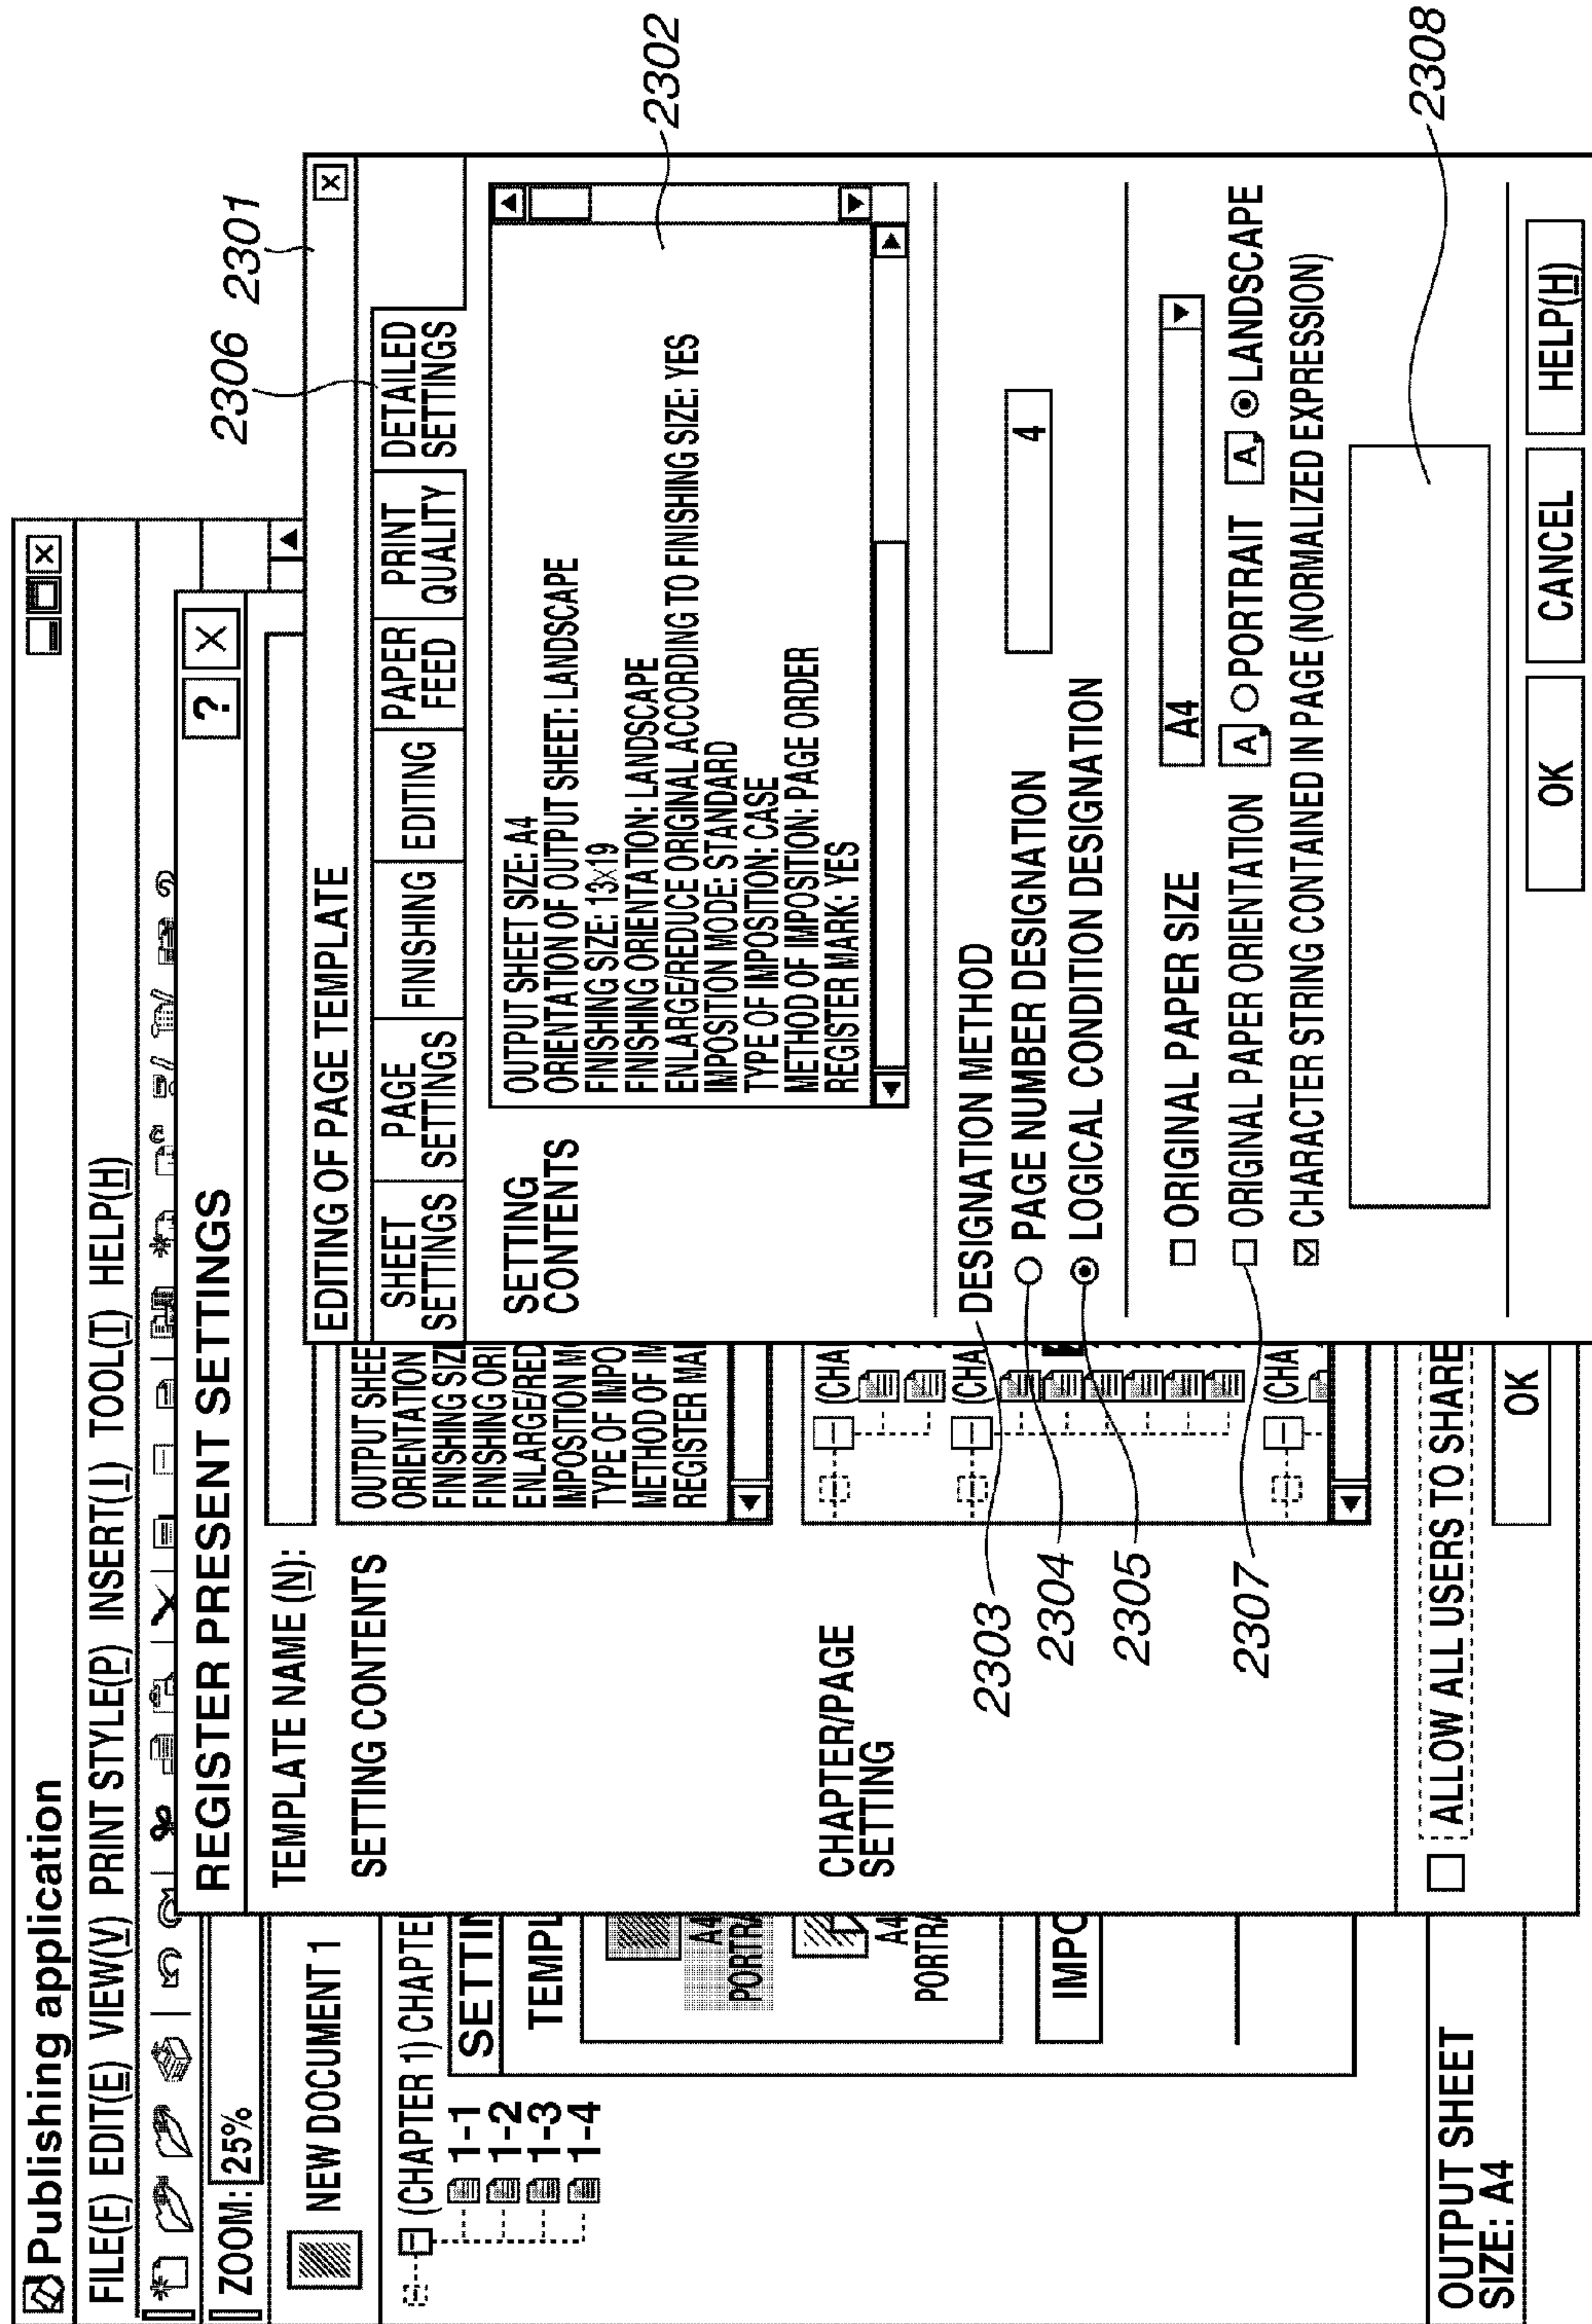 Publishing application
FILE(F) EDIT(E) VIEW(V) PRINT STYLE(P) INSERT(I) TOOL(T) HELP(H)
ZOOM: 25%
NEW DOCUMENT 1
(CHAPTER 1) CHAPTE
1-1
1-2
1-3
1-4
SETTIN
TEMPL
A4
PORTRA
A4
PORTRA
IMPO
OUTPUT SHEET
SIZE: A4
REGISTER PRESENT SETTINGS
? X
TEMPLATE NAME (N):
SETTING CONTENTS
OUTPUT SHEE
ORIENTATION
FINISHING SIZ
FINISHING ORI
ENLARGE/RED
IMPOSITION M
TYPE OF IMPO
METHOD OF IM
REGISTER MA
CHAPTER/PAGE
SETTING
(CHA
(CHA
(CHA
ALLOW ALL USERS TO SHARE
OK
2306
2301
EDITING OF PAGE TEMPLATE
SHEET
SETTINGS
PAGE
SETTINGS
FINISHING
EDITING
PAPER
FEED
PRINT
QUALITY
DETAILED
SETTINGS
SETTING
CONTENTS
OUTPUT SHEET SIZE: A4
ORIENTATION OF OUTPUT SHEET: LANDSCAPE
FINISHING SIZE: 13×19
FINISHING ORIENTATION: LANDSCAPE
ENLARGE/REDUCE ORIGINAL ACCORDING TO FINISHING SIZE: YES
IMPOSITION MODE: STANDARD
TYPE OF IMPOSITION: CASE
METHOD OF IMPOSITION: PAGE ORDER
REGISTER MARK: YES
2302
2303
DESIGNATION METHOD
2304
PAGE NUMBER DESIGNATION
4
2305
LOGICAL CONDITION DESIGNATION
ORIGINAL PAPER SIZE
A4
2307
ORIGINAL PAPER ORIENTATION
A PORTRAIT
A LANDSCAPE
CHARACTER STRING CONTAINED IN PAGE (NORMALIZED EXPRESSION)
2308
OK
CANCEL
HELP(H)